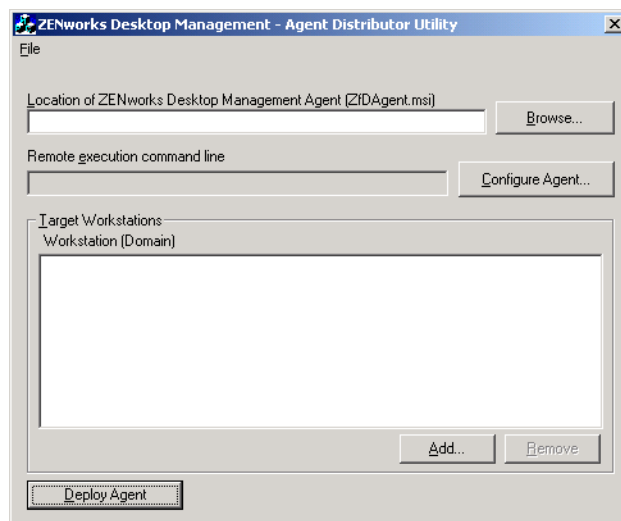 ZENworks Desktop Management - Agent Distributor Utility
File
Location of ZENworks Desktop Management Agent (ZfDAgent.msi)
Browse...
Remote execution command line
Configure Agent...
Target Workstations
Workstation (Domain)
Add...
Remove
Deploy Agent